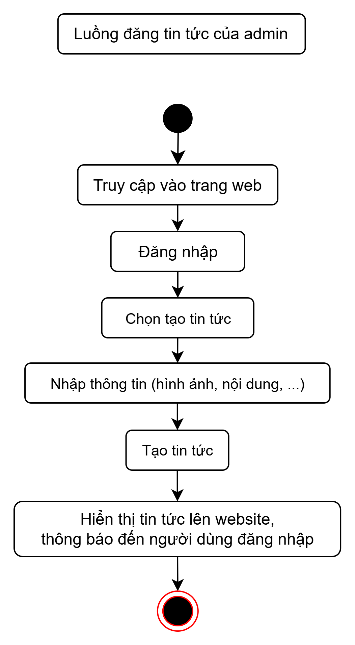 Luồng đăng tin tức của admin
Truy cập vào trang web
Đăng nhập
Chọn tạo tin tức
Nhập thông tin (hình ảnh, nội dung, ...)
Tạo tin tức
Hiển thị tin tức lên website,
thông báo đến người dùng đăng nhập